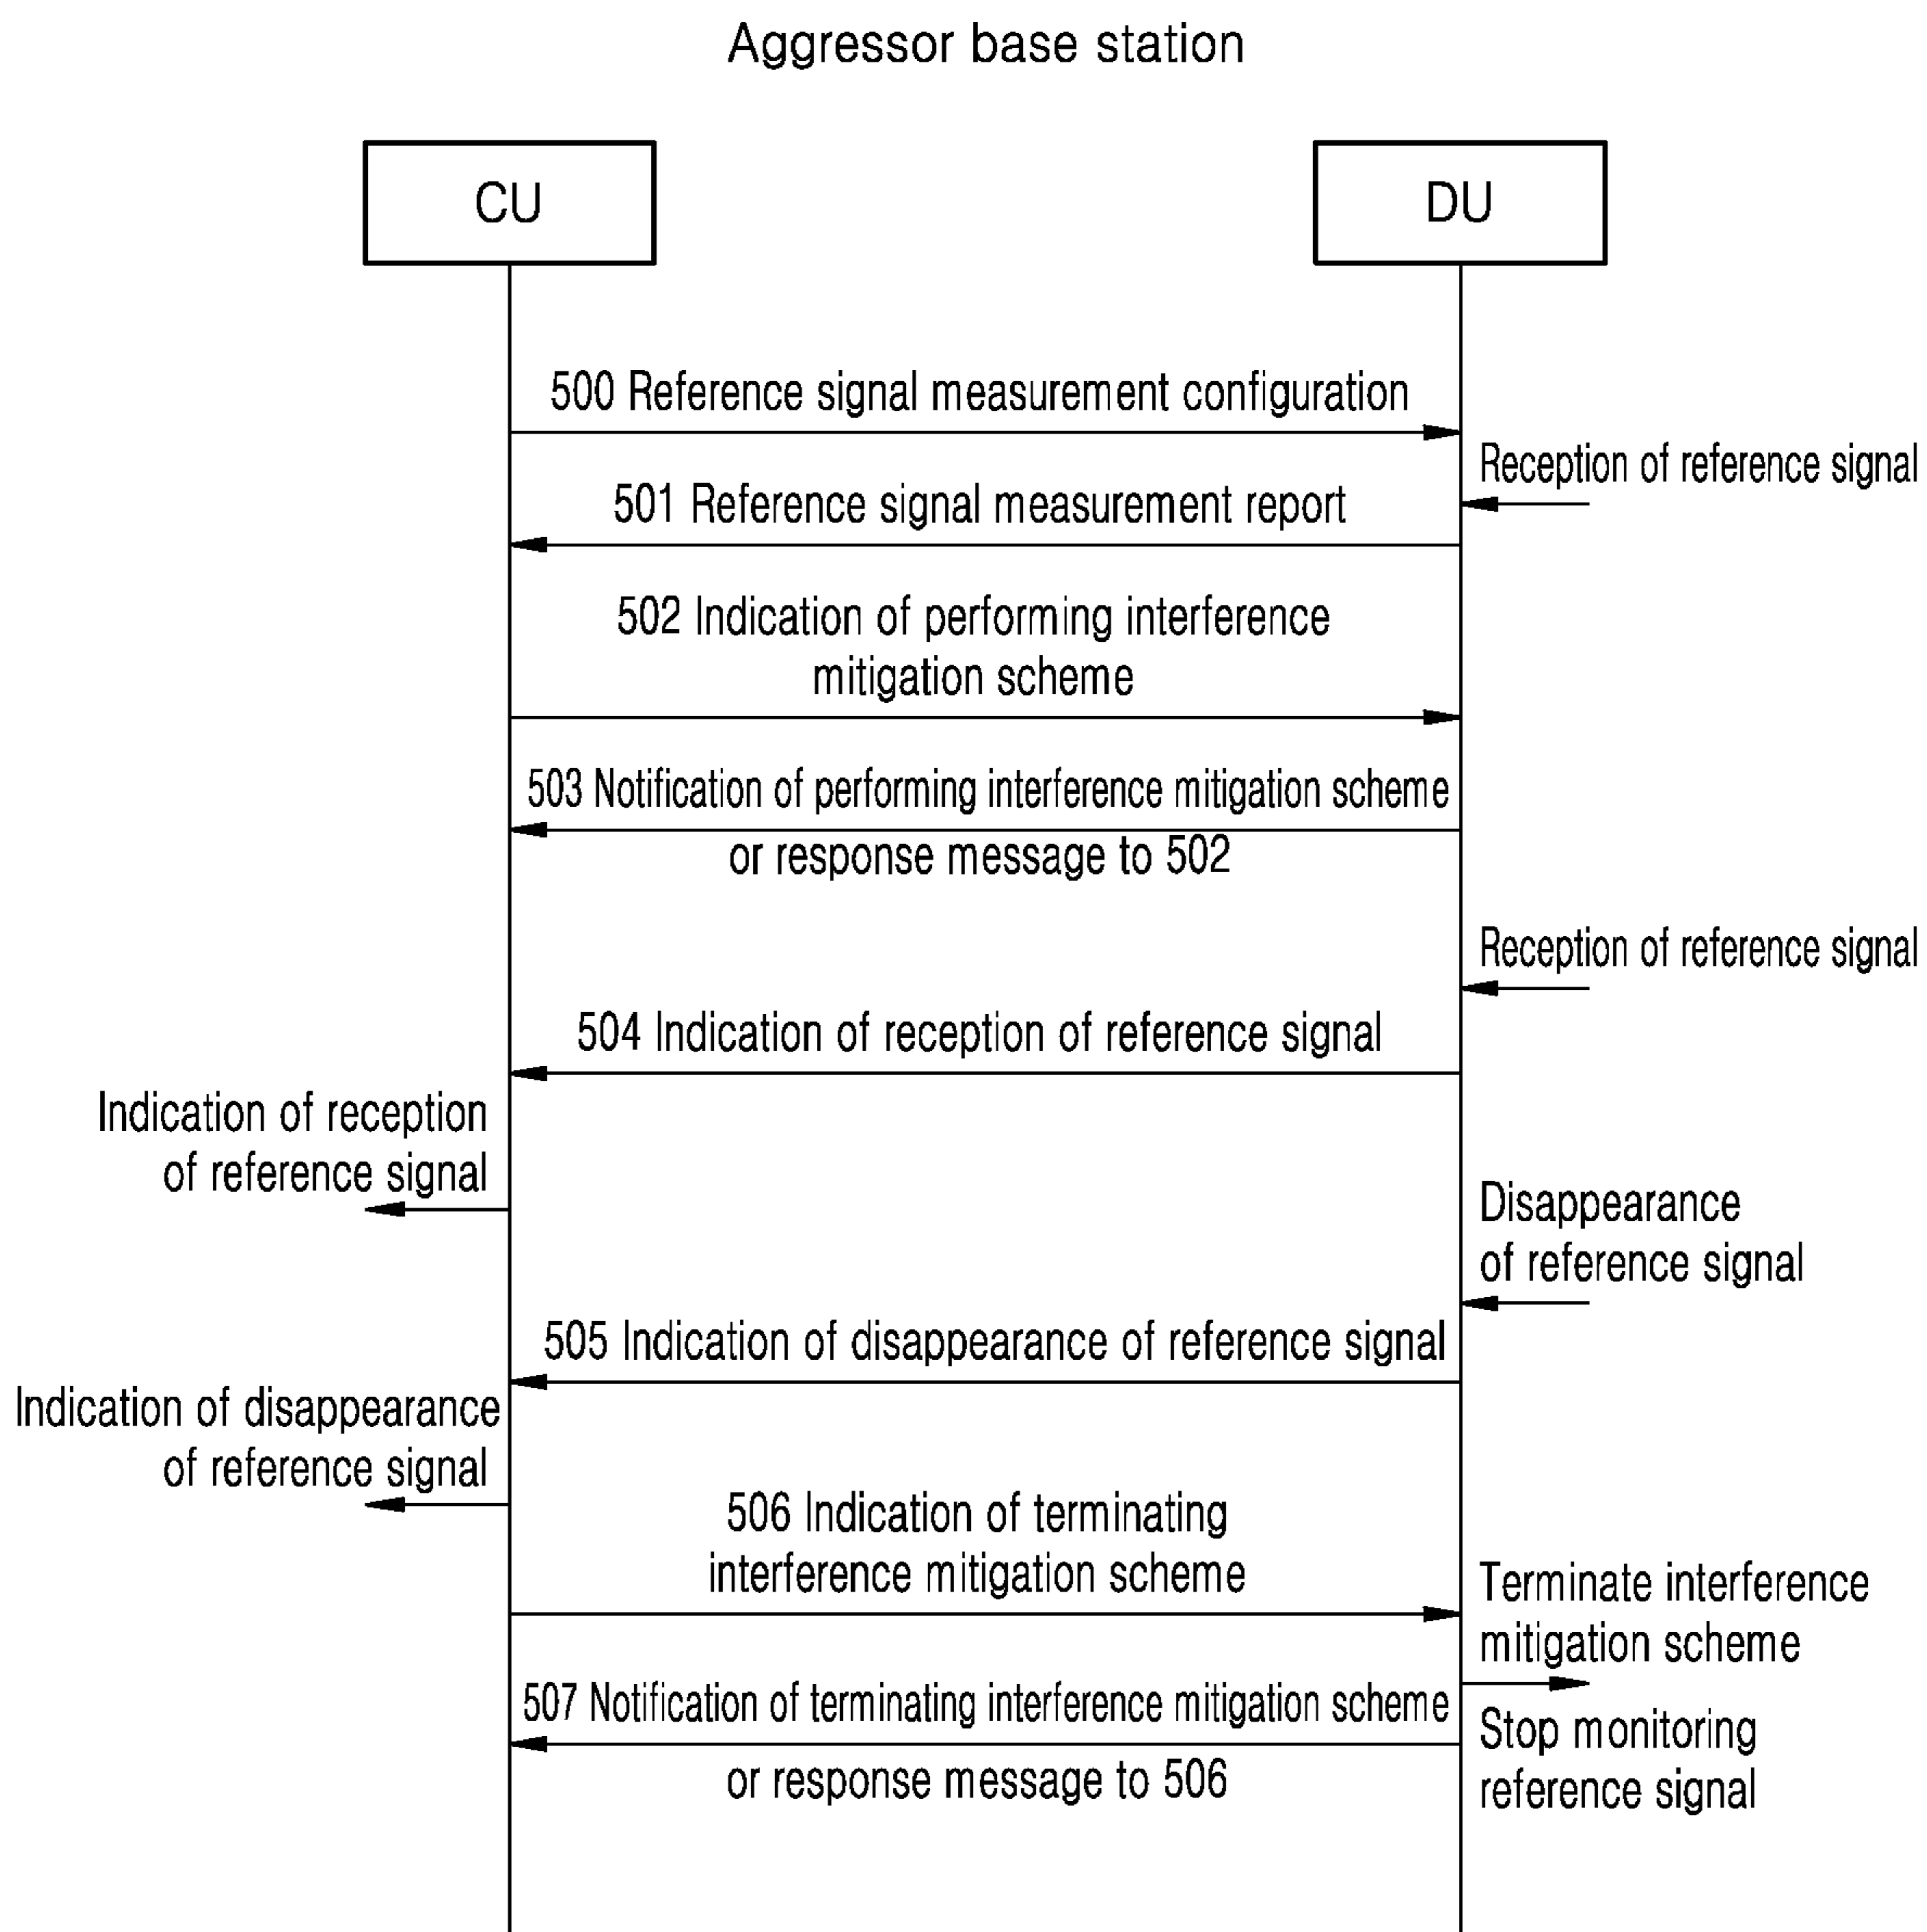 Aggressor base station
CU
DU
500 Reference signal measurement configuration
Reception of reference signal
501 Reference signal measurement report
502 Indication of performing interference
mitigation scheme
503 Notification of performing interference mitigation scheme
or response message to 502
Reception of reference signal
504 Indication of reception of reference signal
Indication of reception
of reference signal
Disappearance
of reference signal
505 Indication of disappearance of reference signal
Indication of disappearance
of reference signal
506 Indication of terminating
interference mitigation scheme
Terminate interference
mitigation scheme
507 Notification of terminating interference mitigation scheme
or response message to 506
Stop monitoring
reference signal